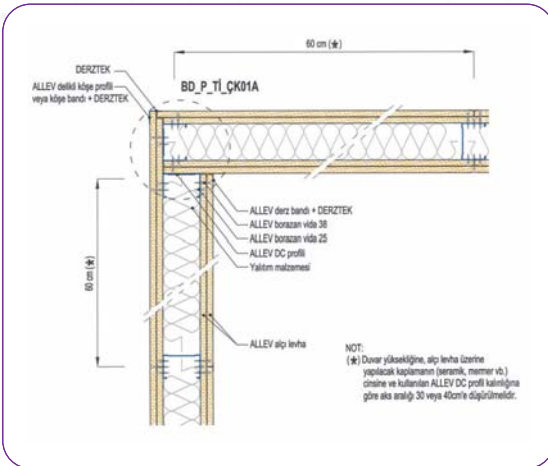 60 cm (★)
DERZTEK
ALLEV delikli köşe profili
veya köşe bandı + DERZTEK
BD_P_Tİ_ÇK01A
60 cm (★)
ALLEV derz bandı + DERZTEK
ALLEV borazan vida 38
ALLEV borazan vida 25
ALLEV DC profili
Yalıtım malzemesi
ALLEV alçı levha
NOT:
(★) Duvar yüksekliğine, alçı levha üzerine
yapılacak kaplamanın (seramik, mermer vb.)
cinsine ve kullanılan ALLEV DC profil kalınlığına
göre aks aralığı 30 veya 40cm'e düşürülmelidir.